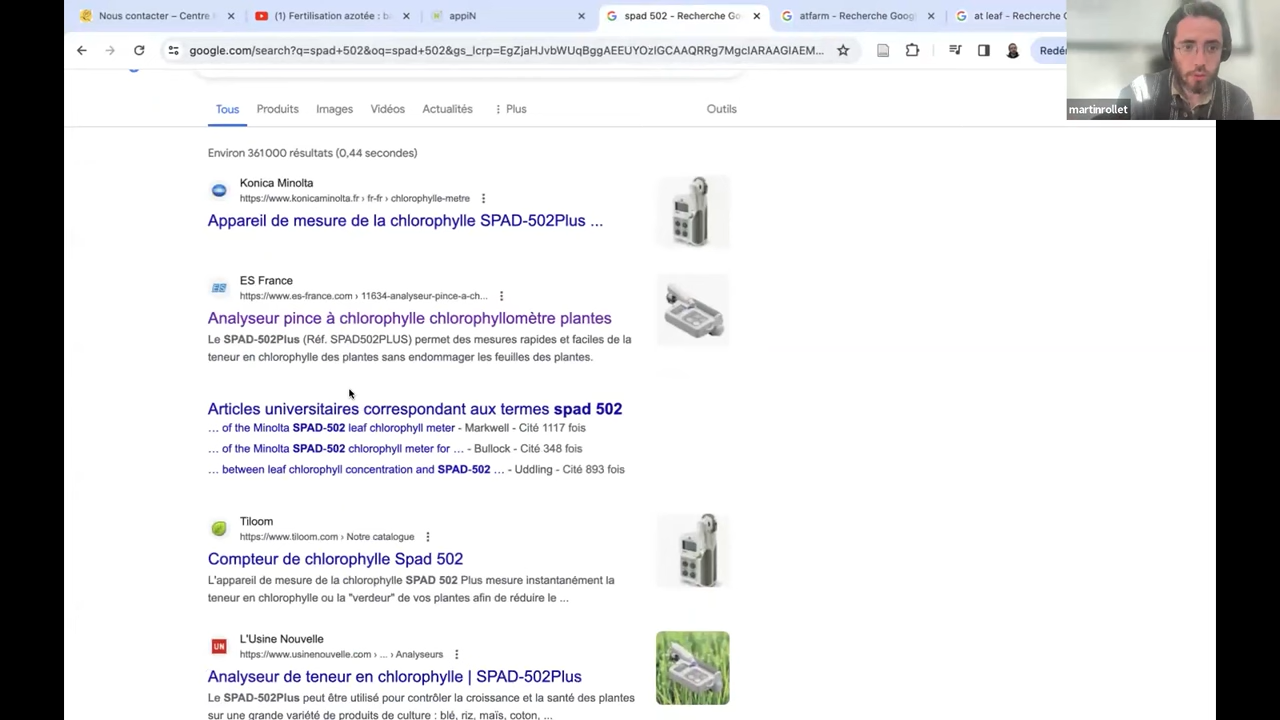 Nous contacter – Centre F
(1) Fertilisation azotée : ba
appiN
spad 502 - Recherche Go
atfarm - Recherche Googl
at leaf - Recherche G
google.com/search?q=spad+502&oq=spad+502&gs_lcrp=EgZjaHJvbWUqBggAEEUYOzIGCAAQRRg7MgcIARAAGIAEM...
Redé
martinrollet
Tous
Produits
Images
Vidéos
Actualités
Plus
Outils
Environ 361 000 résultats (0,44 secondes)
Konica Minolta
https://www.konicaminolta.fr › fr-fr › chlorophylle-metre
Appareil de mesure de la chlorophylle SPAD-502Plus ...
ES France
https://www.es-france.com › 11634-analyseur-pince-a-ch...
Analyseur pince à chlorophylle chlorophyllomètre plantes
Le SPAD-502Plus (Réf. SPAD502PLUS) permet des mesures rapides et faciles de la
teneur en chlorophylle des plantes sans endommager les feuilles des plantes.
Articles universitaires correspondant aux termes spad 502
... of the Minolta SPAD-502 leaf chlorophyll meter - Markwell - Cité 1117 fois
... of the Minolta SPAD-502 chlorophyll meter for ... - Bullock - Cité 348 fois
... between leaf chlorophyll concentration and SPAD-502 ... - Uddling - Cité 893 fois
Tiloom
https://www.tiloom.com › Notre catalogue
Compteur de chlorophylle Spad 502
L'appareil de mesure de la chlorophylle SPAD 502 Plus mesure instantanément la
teneur en chlorophylle ou la "verdeur" de vos plantes afin de réduire le ...
L'Usine Nouvelle
https://www.usinenouvelle.com › ... › Analyseurs
Analyseur de teneur en chlorophylle | SPAD-502Plus
Le SPAD-502Plus peut être utilisé pour contrôler la croissance et la santé des plantes
sur une grande variété de produits de culture : blé, riz, maïs, coton, ...